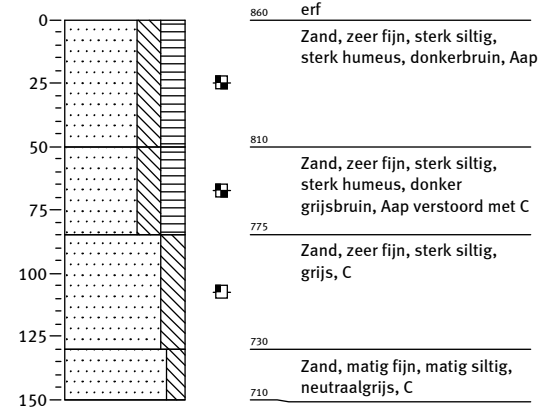 0
25
50
75
100
125
150
860
erf
Zand, zeer fijn, sterk siltig,
sterk humeus, donkerbruin, Aap
810
Zand, zeer fijn, sterk siltig,
sterk humeus, donker
grijsbruin, Aap verstoord met C
775
Zand, zeer fijn, sterk siltig,
grijs, C
730
Zand, matig fijn, matig siltig,
neutraalgrijs, C
710